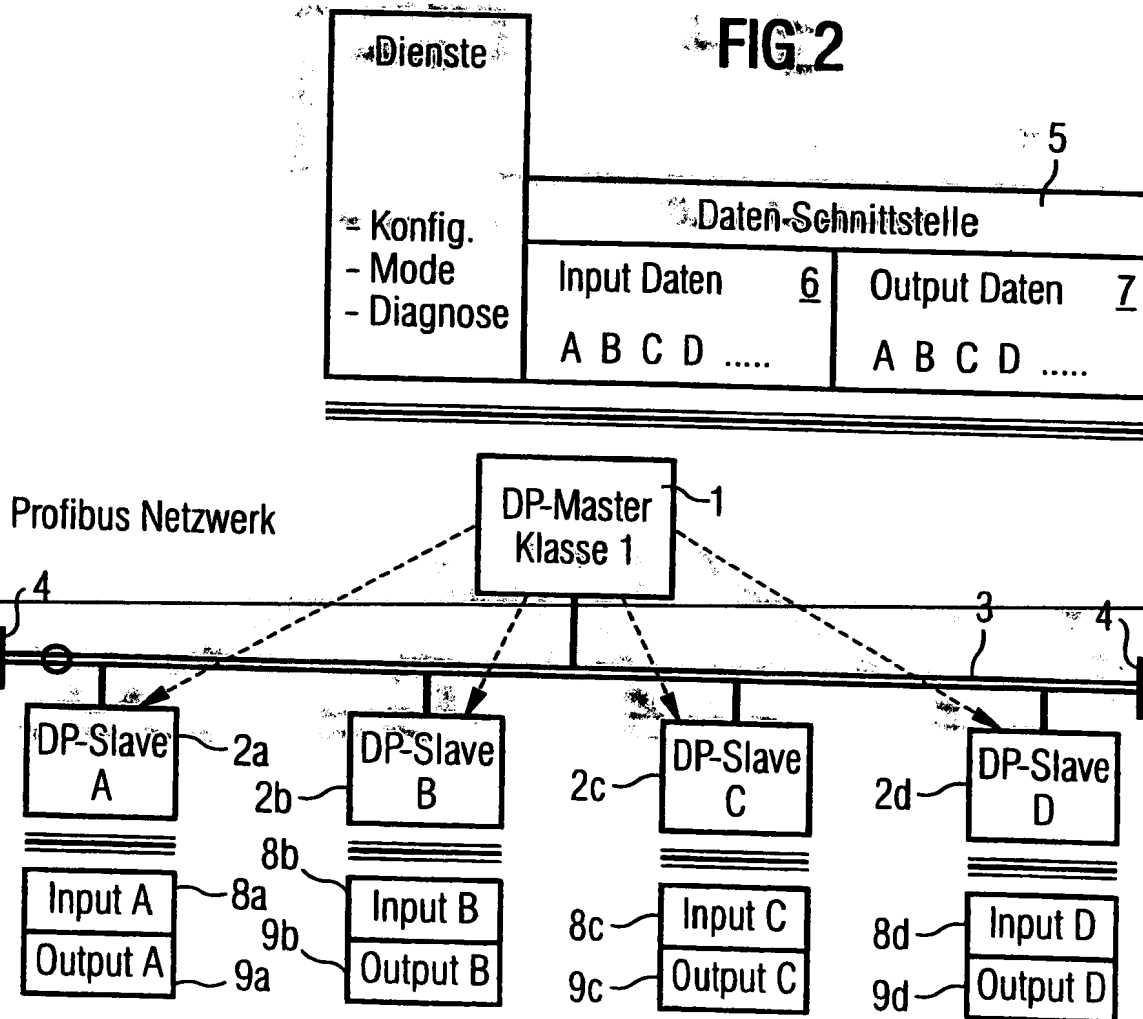 FIG 2
Dienste
- Konfig.
- Mode
- Diagnose
5
Daten-Schnittstelle
Input Daten 6
A B C D .....
Output Daten 7
A B C D .....
Profibus Netzwerk
DP-Master
Klasse 1
1
4
3
4
DP-Slave
A
2a
DP-Slave
B
2b
DP-Slave
C
2c
DP-Slave
D
2d
Input A
8a
Output A
9a
8b
Input B
9b
Output B
8c
Input C
9c
Output C
8d
Input D
9d
Output D